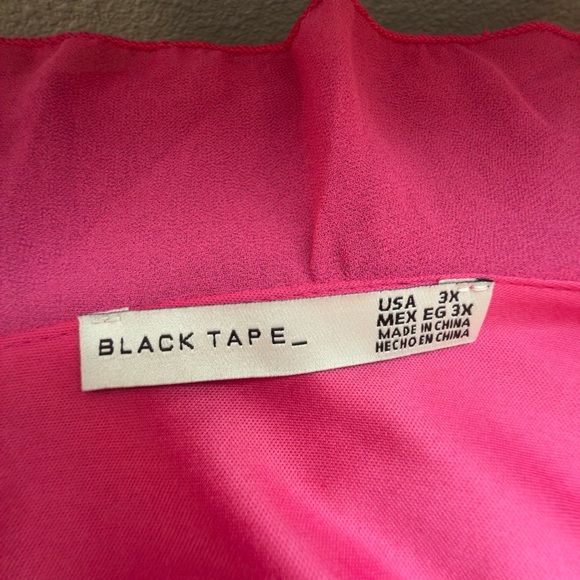 BLACK TAPE_
USA 3X
MEX EG 3X
MADE IN CHINA
HECHO EN CHINA